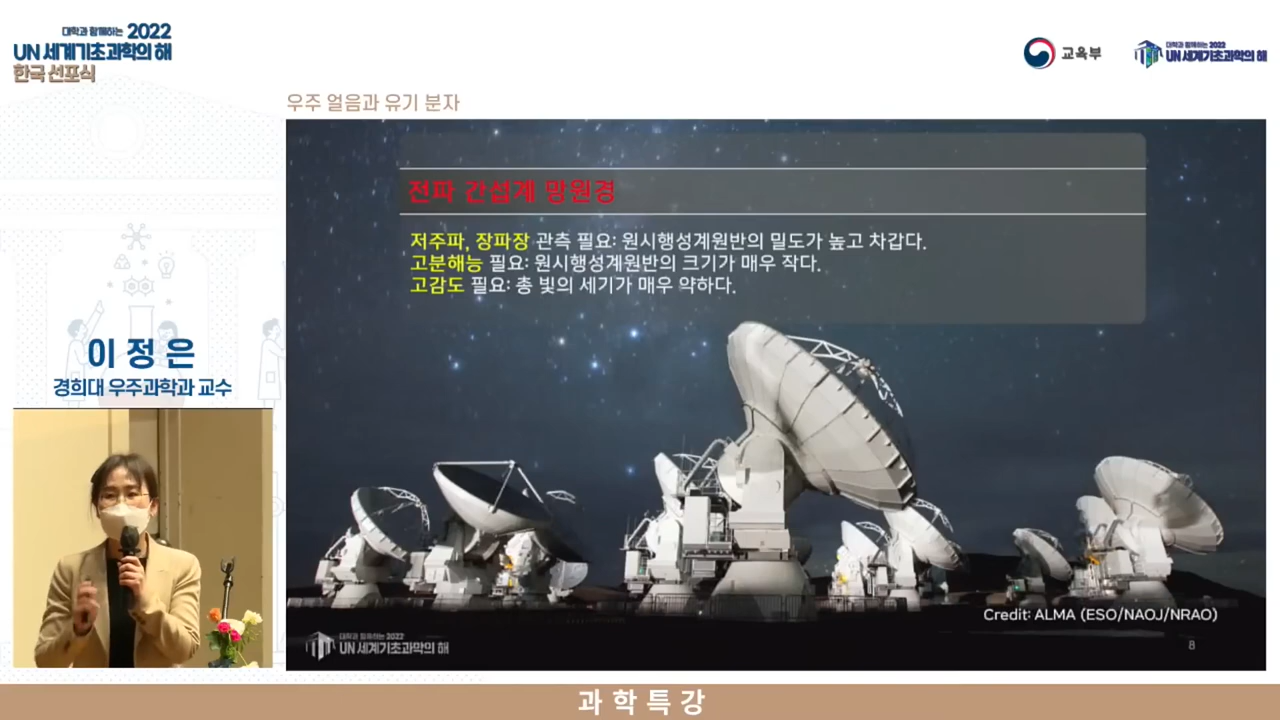 대학과 함께하는 2022
UN 세계기초과학의 해
한국 선포식
교육부
대학과 함께하는 2022
UN 세계기초과학의 해
우주 얼음과 유기 분자
전파 간섭계 망원경
저주파, 장파장 관측 필요: 원시행성계원반의 밀도가 높고 차갑다.
고분해능 필요: 원시행성계원반의 크기가 매우 작다.
고감도 필요: 총 빛의 세기가 매우 약하다.
이정은
경희대 우주과학과 교수
Credit: ALMA (ESO/NAOJ/NRAO)
대학과 함께하는 2022
UN 세계기초과학의 해
8
과학특강